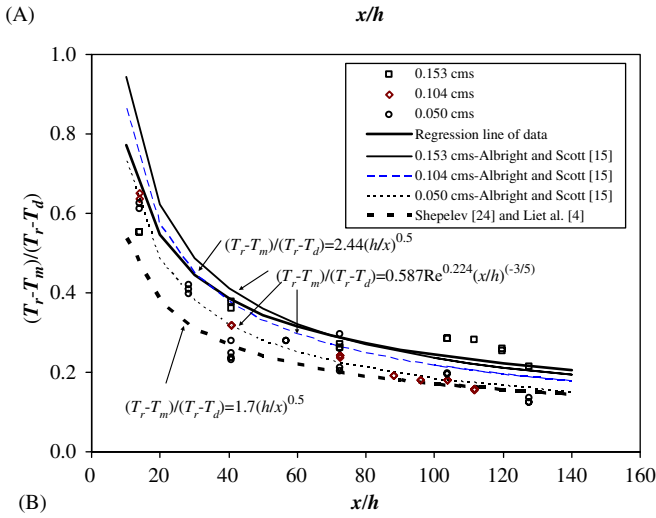 (A)
x/h
(T_r-T_m)/(T_r-T_d)
1.0
0.8
0.6
0.4
0.2
0.0
0.153 cms
0.104 cms
0.050 cms
Regression line of data
0.153 cms-Albright and Scott [15]
0.104 cms-Albright and Scott [15]
0.050 cms-Albright and Scott [15]
Shepelev [24] and Liet al. [4]
(T_r-T_m)/(T_r-T_d)=2.44(h/x)^0.5
(T_r-T_m)/(T_r-T_d)=0.587Re^0.224(x/h)^(-3/5)
(T_r-T_m)/(T_r-T_d)=1.7(h/x)^0.5
0 20 40 60 80 100 120 140 160
(B)
x/h